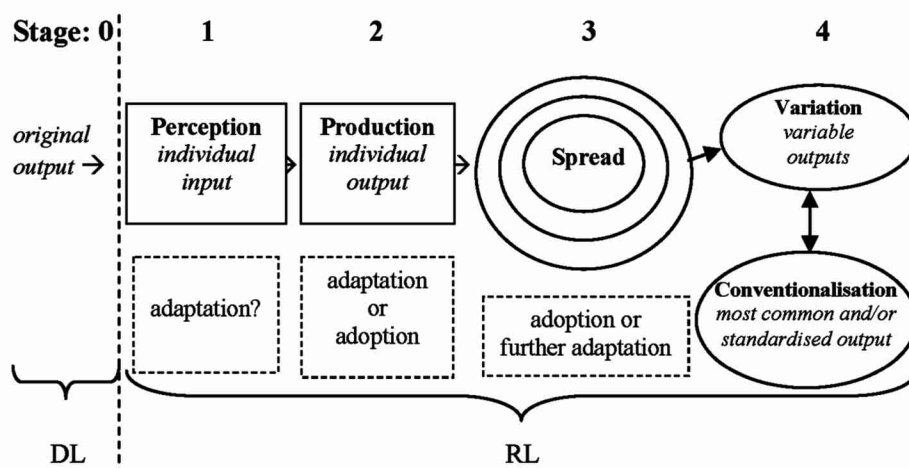 Stage: 0 1 2 3 4
original
output →
Perception
individual
input
Production
individual
output
Spread
Variation
variable
outputs
adaptation?
adaptation
or
adoption
adoption or
further adaptation
Conventionalisation
most common and/or
standardised output
DL
RL